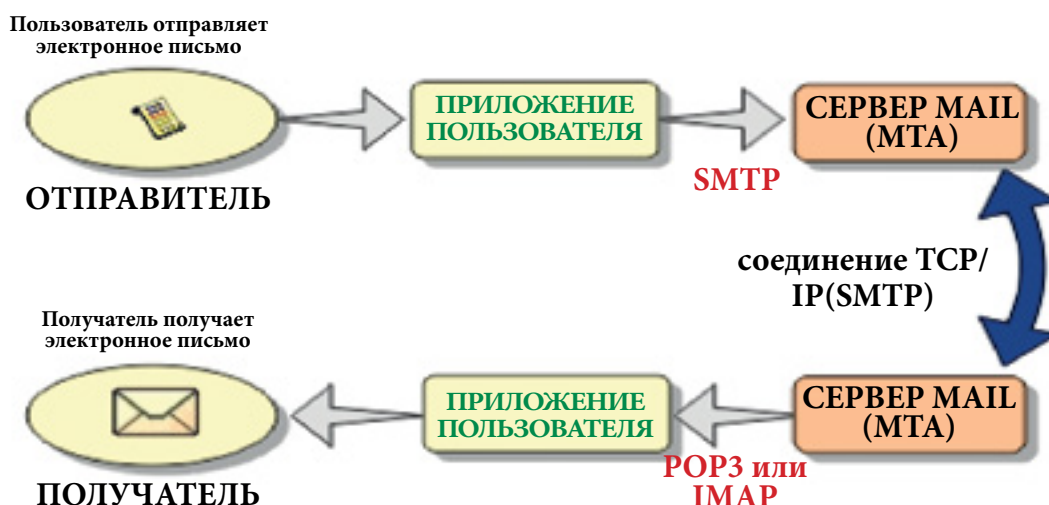 Пользователь отправляет
электронное письмо
ОТПРАВИТЕЛЬ
ПРИЛОЖЕНИЕ
ПОЛЬЗОВАТЕЛЯ
SMTP
СЕРВЕР MAIL
(MTA)
соединение TCP/
IP(SMTP)
Получатель получает
электронное письмо
ПОЛУЧАТЕЛЬ
ПРИЛОЖЕНИЕ
ПОЛЬЗОВАТЕЛЯ
POP3 или
IMAP
СЕРВЕР MAIL
(MTA)